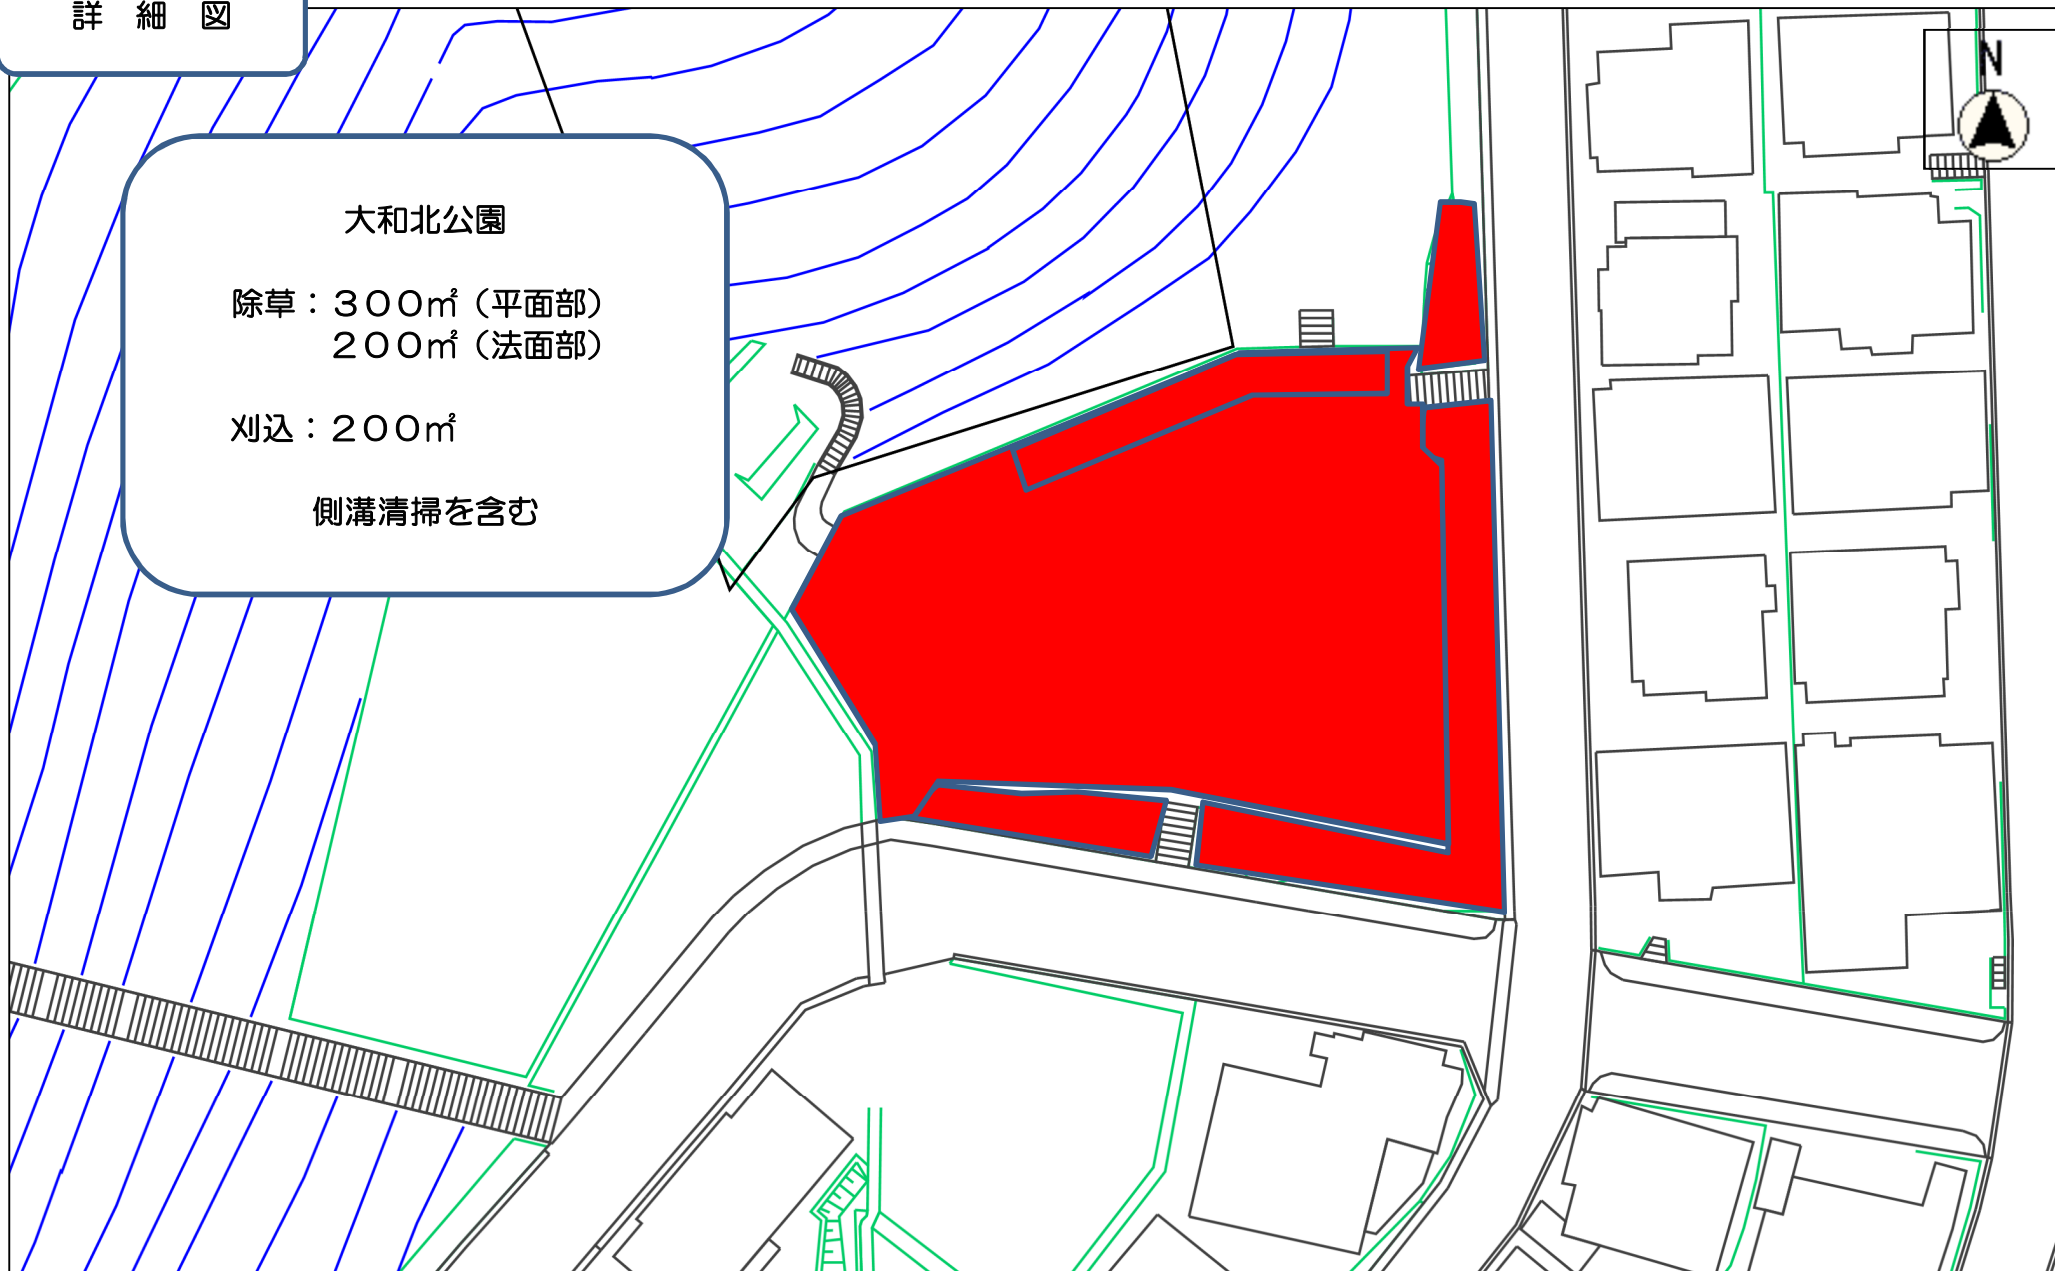 詳 細 図
N
大和北公園
除草：３００㎡（平面部）
２００㎡（法面部）
刈込：２００㎡
側溝清掃を含む